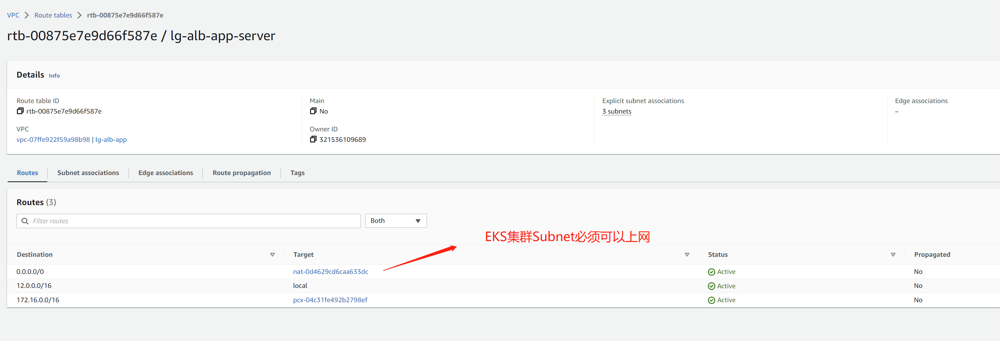 VPC > Route tables > rtb-00875e7e9d66f587e
rtb-00875e7e9d66f587e / lg-alb-app-server
Details Info
Route table ID
rtb-00875e7e9d66f587e
Main
No
Explicit subnet associations
3 subnets
Edge associations
–
VPC
vpc-07ffe922f59a98b98 | lg-alb-app
Owner ID
321536109689
Routes Subnet associations Edge associations Route propagation Tags
Routes (3)
Filter routes Both
EKS集群Subnet必须可以上网
Destination Target Status Propagated
0.0.0.0/0 nat-0d4629cd6caa633dc Active No
12.0.0.0/16 local Active No
172.16.0.0/16 pcx-04c31fe492b2798ef Active No